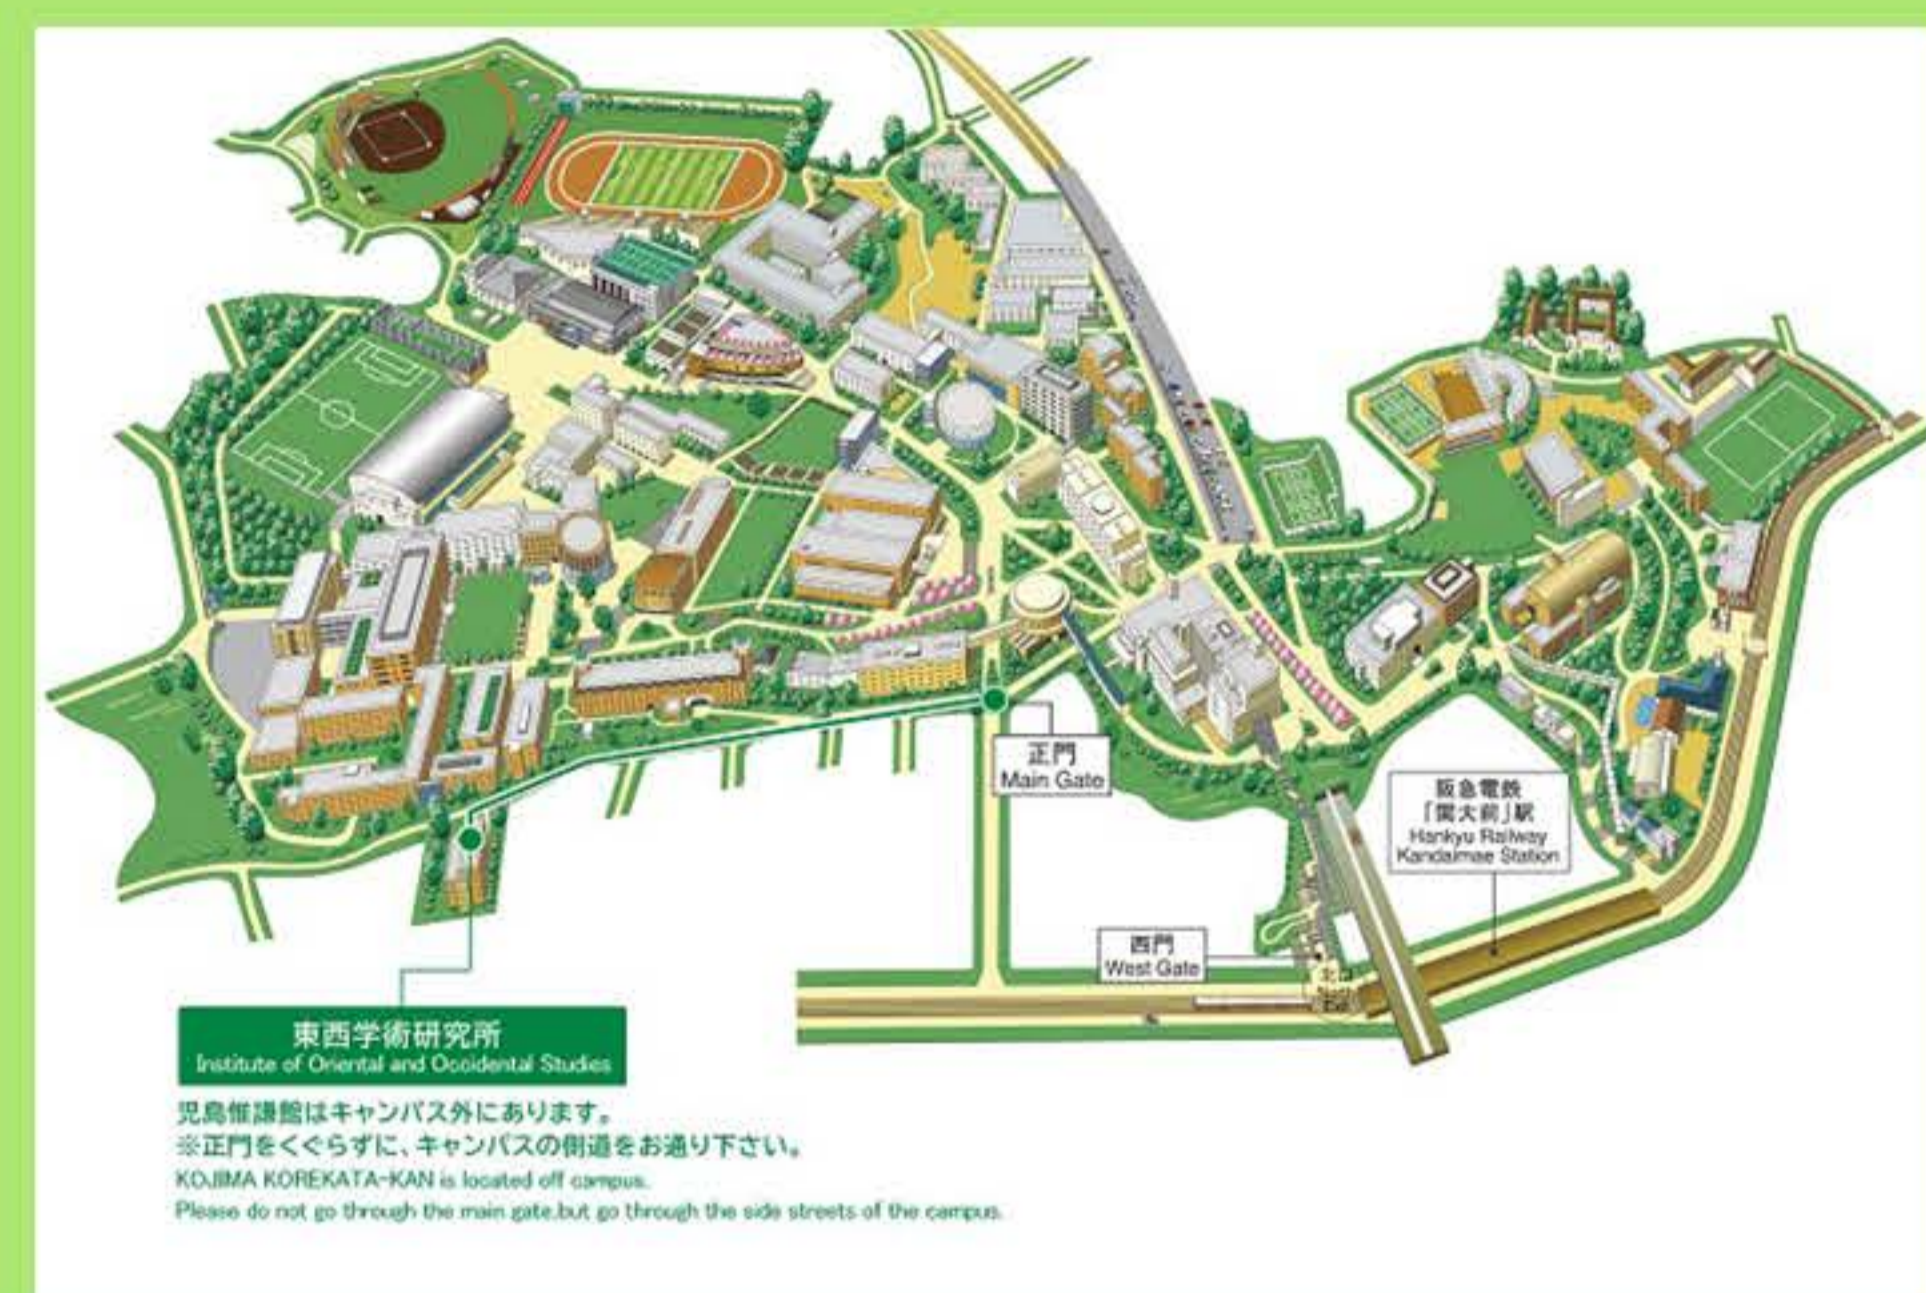 正門
Main Gate
阪急電鉄
「関大前」駅
Hankyu Railway
Kandaimae Station
西門
West Gate
東西学術研究所
Institute of Oriental and Occidental Studies
児島惟謙館はキャンパス外にあります。
※正門をくぐらずに、キャンパスの側道をお通り下さい。
KOJIMA KOREKATA-KAN is located off campus.
Please do not go through the main gate,but go through the side streets of the campus.